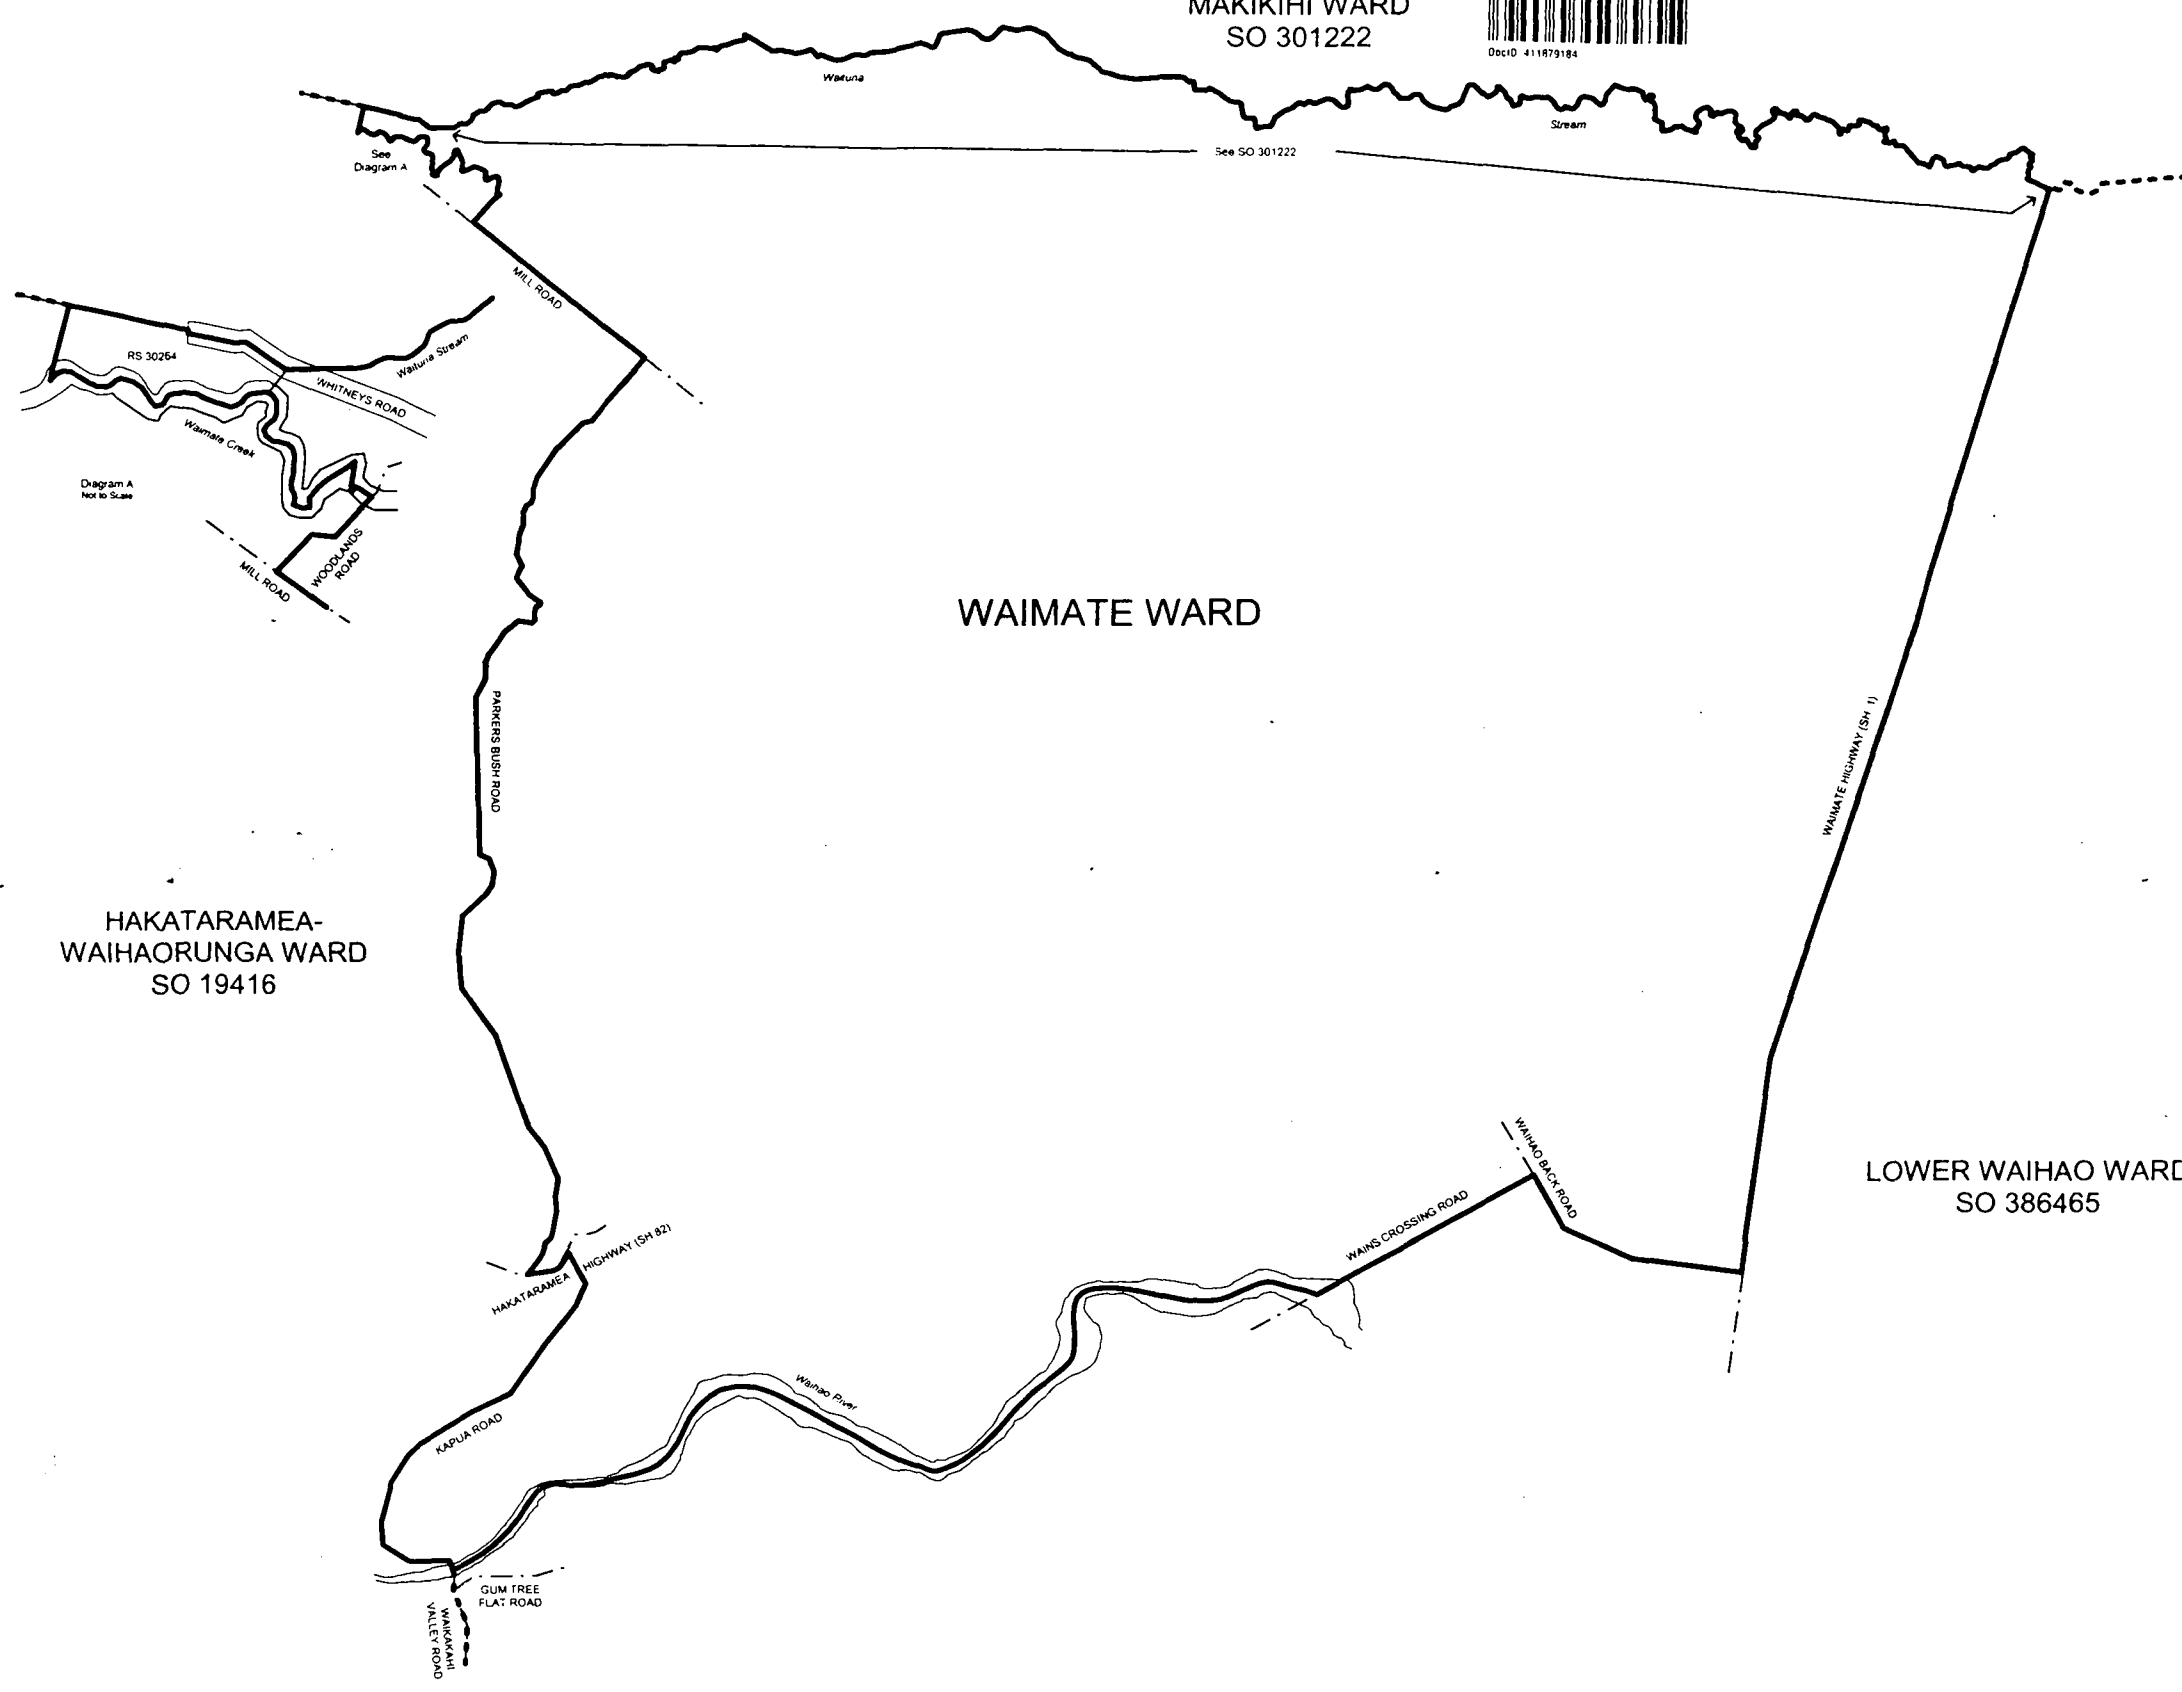 MAKIKIHI WARD
SO 301222
DocID 411879184
Waituna
Stream
See
Diagram A
See SO 301222
MILL ROAD
RS 30264
Waituna Stream
WHITNEYS ROAD
Waimate Creek
Diagram A
Not to Scale
WOODLANDS
ROAD
MILL ROAD
WAIMATE WARD
PARKERS BUSH ROAD
WAIMATE HIGHWAY (SH 1)
HAKATARAMEA-
WAIHAORUNGA WARD
SO 19416
WAIHAO BACK ROAD
LOWER WAIHAO WARD
SO 386465
WAINS CROSSING ROAD
HAKATARAMEA HIGHWAY (SH 82)
Waihao River
KAPUA ROAD
GUM TREE
FLAT ROAD
WAIKAKAHI
VALLEY ROAD